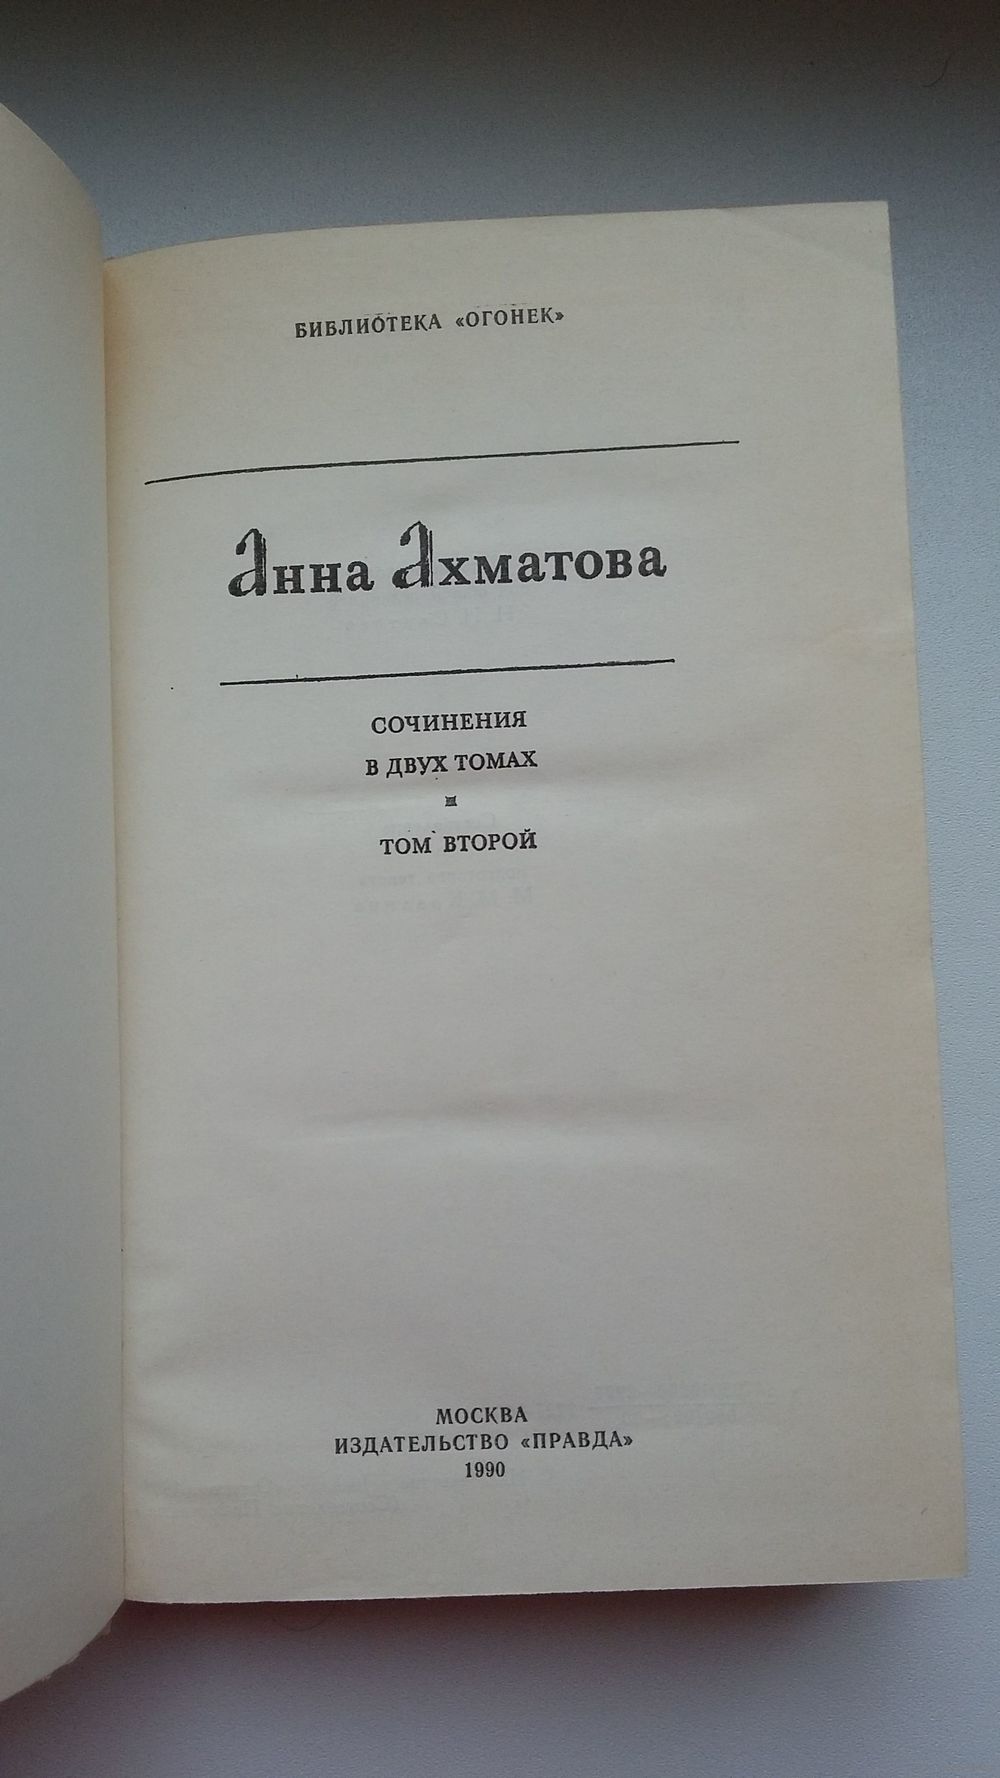 БИБЛИОТЕКА «ОГОНЕК»
Анна Ахматова
СОЧИНЕНИЯ
В ДВУХ ТОМАХ
ТОМ ВТОРОЙ
МОСКВА
ИЗДАТЕЛЬСТВО «ПРАВДА»
1990